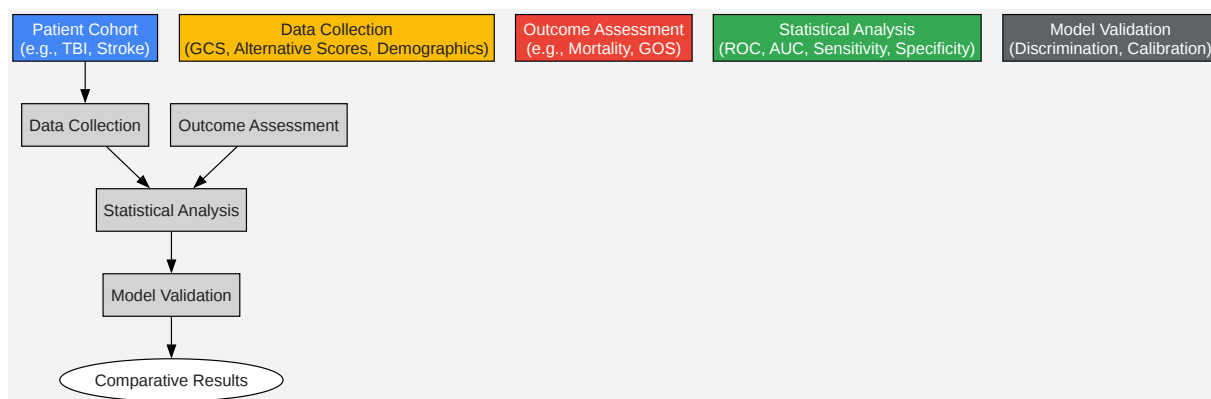 Patient Cohort
(e.g., TBI, Stroke)
Data Collection
(GCS, Alternative Scores, Demographics)
Outcome Assessment
(e.g., Mortality, GOS)
Statistical Analysis
(ROC, AUC, Sensitivity, Specificity)
Model Validation
(Discrimination, Calibration)
Data Collection
Outcome Assessment
Statistical Analysis
Model Validation
Comparative Results